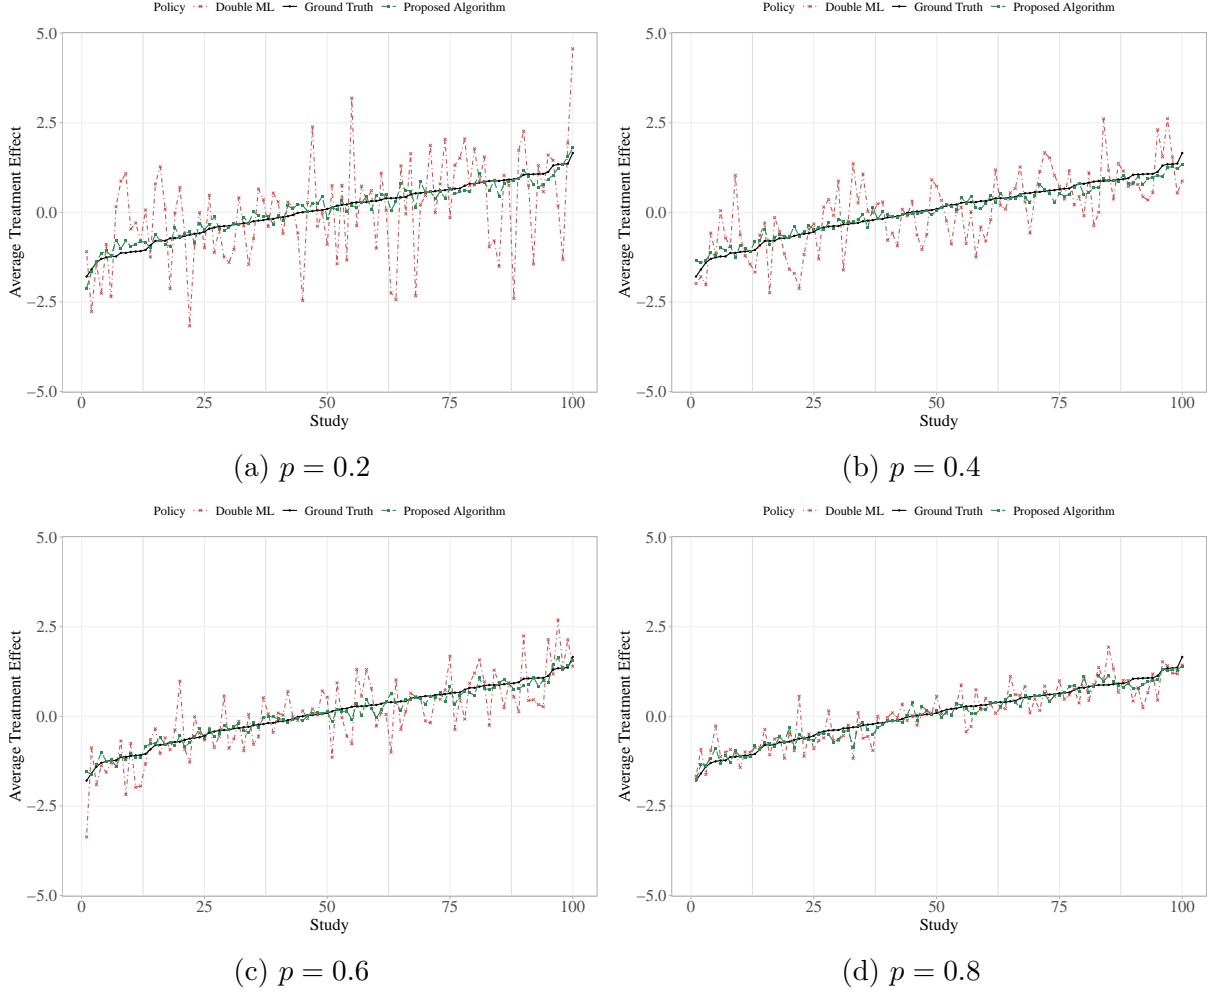 Policy Double ML Ground Truth Proposed Algorithm
5.0
2.5
0.0
−2.5
−5.0
Average Treatment Effect
0 25 50 75 100
Study
(a) p = 0.2
Policy Double ML Ground Truth Proposed Algorithm
5.0
2.5
0.0
−2.5
−5.0
Average Treatment Effect
0 25 50 75 100
Study
(b) p = 0.4
Policy Double ML Ground Truth Proposed Algorithm
5.0
2.5
0.0
−2.5
−5.0
Average Treatment Effect
0 25 50 75 100
Study
(c) p = 0.6
Policy Double ML Ground Truth Proposed Algorithm
5.0
2.5
0.0
−2.5
−5.0
Average Treatment Effect
0 25 50 75 100
Study
(d) p = 0.8